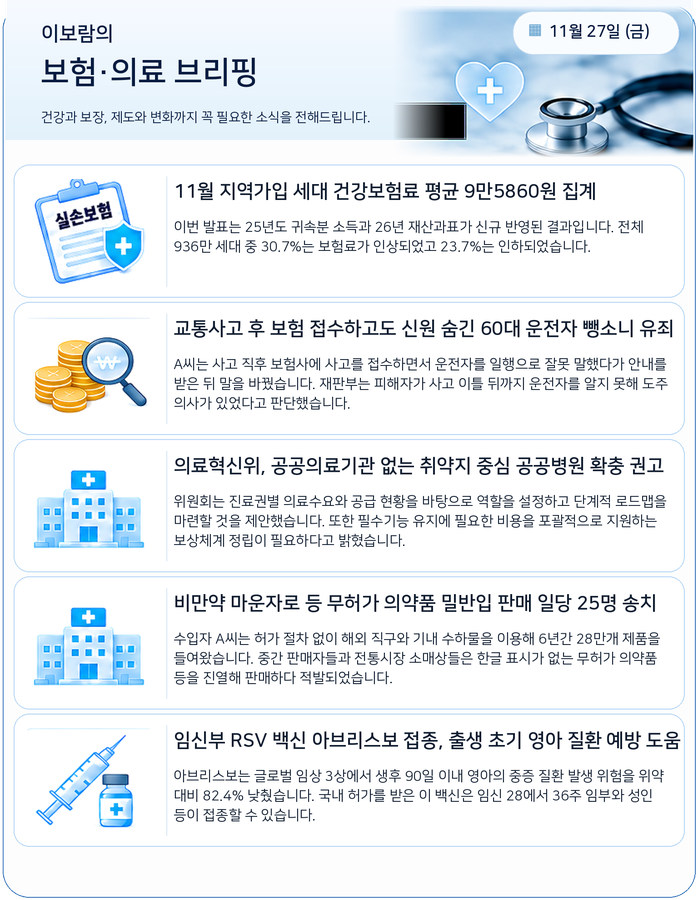 이보람의
보험·의료 브리핑
11월 27일 (금)
건강과 보장, 제도와 변화까지 꼭 필요한 소식을 전해드립니다.
실손보험
11월 지역가입 세대 건강보험료 평균 9만5860원 집계
이번 발표는 25년도 귀속분 소득과 26년 재산과표가 신규 반영된 결과입니다. 전체
936만 세대 중 30.7%는 보험료가 인상되었고 23.7%는 인하되었습니다.
교통사고 후 보험 접수하고도 신원 숨긴 60대 운전자 뺑소니 유죄
A씨는 사고 직후 보험사에 사고를 접수하면서 운전자를 일행으로 잘못 말했다가 안내를
받은 뒤 말을 바꿨습니다. 재판부는 피해자가 사고 이틀 뒤까지 운전자를 알지 못해 도주
의사가 있었다고 판단했습니다.
의료혁신위, 공공의료기관 없는 취약지 중심 공공병원 확충 권고
위원회는 진료권별 의료수요와 공급 현황을 바탕으로 역할을 설정하고 단계적 로드맵을
마련할 것을 제안했습니다. 또한 필수기능 유지에 필요한 비용을 포괄적으로 지원하는
보상체계 정립이 필요하다고 밝혔습니다.
비만약 마운자로 등 무허가 의약품 밀반입 판매 일당 25명 송치
수입자 A씨는 허가 절차 없이 해외 직구와 기내 수하물을 이용해 6년간 28만개 제품을
들여왔습니다. 중간 판매자들과 전통시장 소매상들은 한글 표시가 없는 무허가 의약품
등을 진열해 판매하다 적발되었습니다.
임신부 RSV 백신 아브리스보 접종, 출생 초기 영아 질환 예방 도움
아브리스보는 글로벌 임상 3상에서 생후 90일 이내 영아의 중증 질환 발생 위험을 위약
대비 82.4% 낮췄습니다. 국내 허가를 받은 이 백신은 임신 28에서 36주 임부와 성인
등이 접종할 수 있습니다.